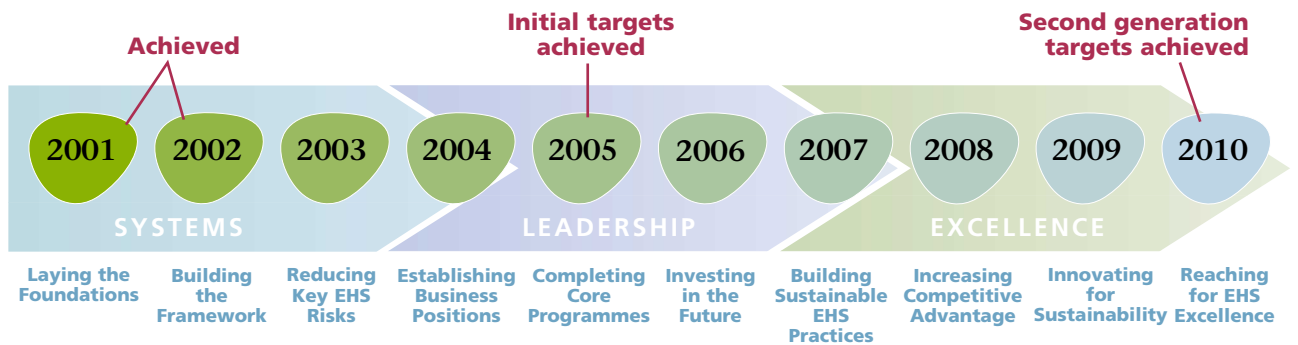 Achieved
Initial targets
achieved
Second generation
targets achieved
2001
2002
2003
2004
2005
2006
2007
2008
2009
2010
SYSTEMS
LEADERSHIP
EXCELLENCE
Laying the
Foundations
Building
the
Framework
Reducing
Key EHS
Risks
Establishing
Business
Positions
Completing
Core
Programmes
Investing
in the
Future
Building
Sustainable
EHS
Practices
Increasing
Competitive
Advantage
Innovating
for
Sustainability
Reaching
for EHS
Excellence